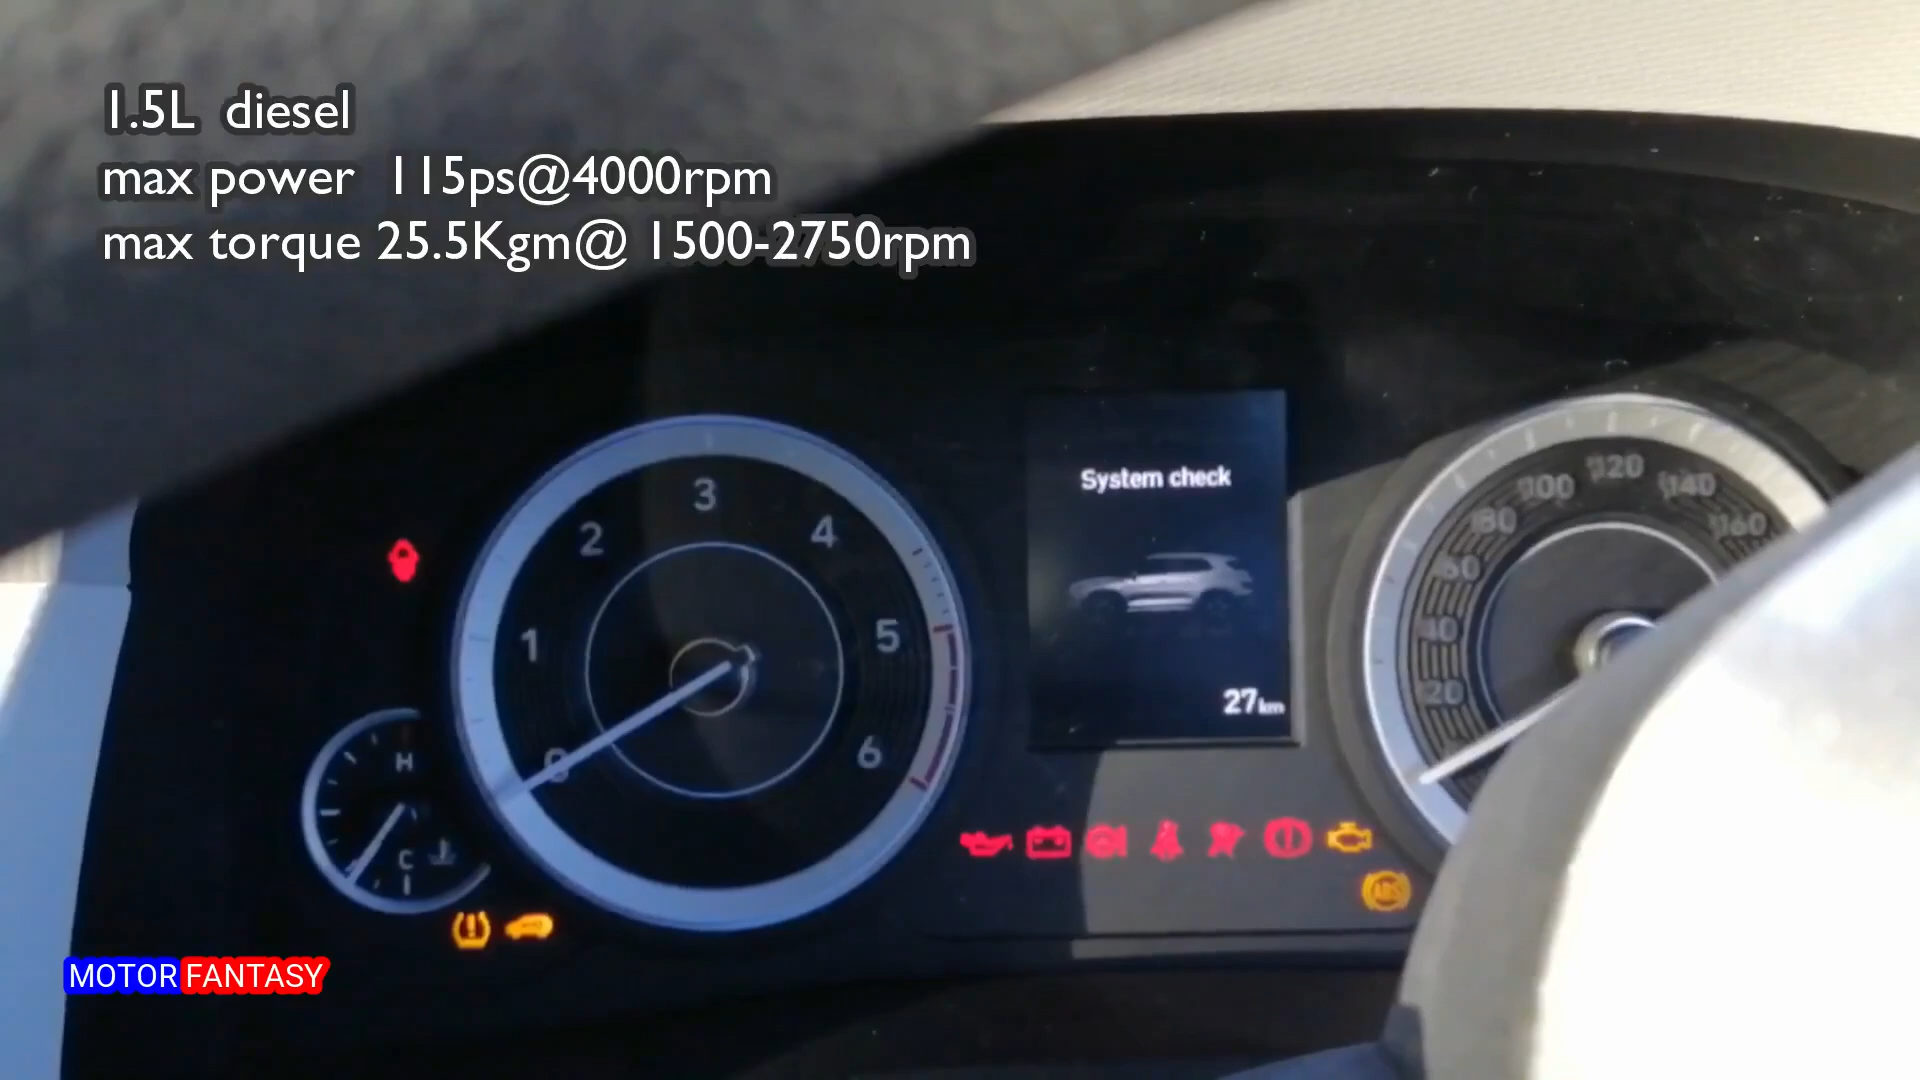 1.5L diesel
max power 115ps@4000rpm
max torque 25.5Kgm@ 1500-2750rpm
System check
27km
0 1 2 3 4 5 6
20 40 60 80 100 120 140 160
H
C
ABS
MOTOR FANTASY